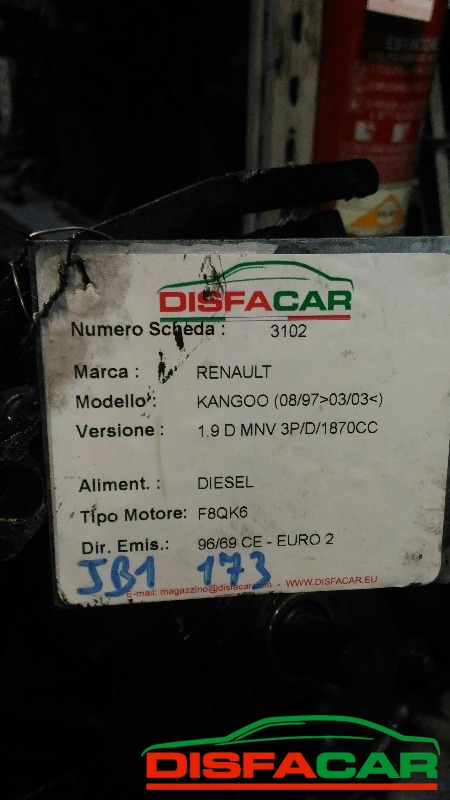 DISFACAR
Numero Scheda : 3102
Marca : RENAULT
Modello : KANGOO (08/97>03/03<)
Versione : 1.9 D MNV 3P/D/1870CC
Aliment. : DIESEL
Tipo Motore: F8QK6
Dir. Emis.: 96/69 CE - EURO 2
JB1 173
E-mail: magazzino@disfacar.com - WWW.DISFACAR.EU
DISFACAR